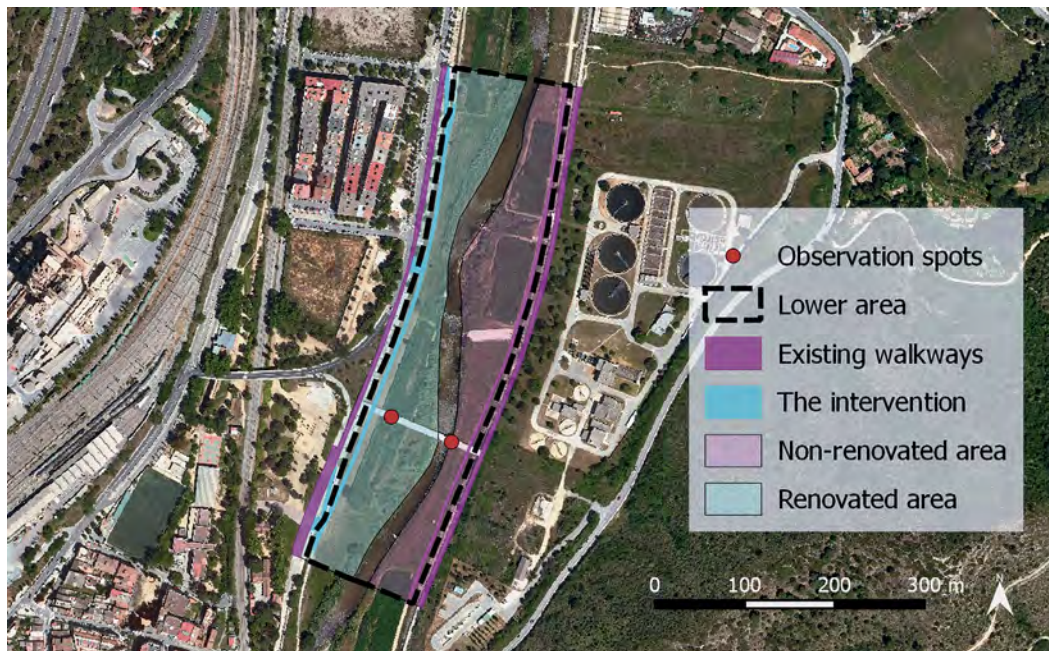 Observation spots
Lower area
Existing walkways
The intervention
Non-renovated area
Renovated area
0 100 200 300 m
N